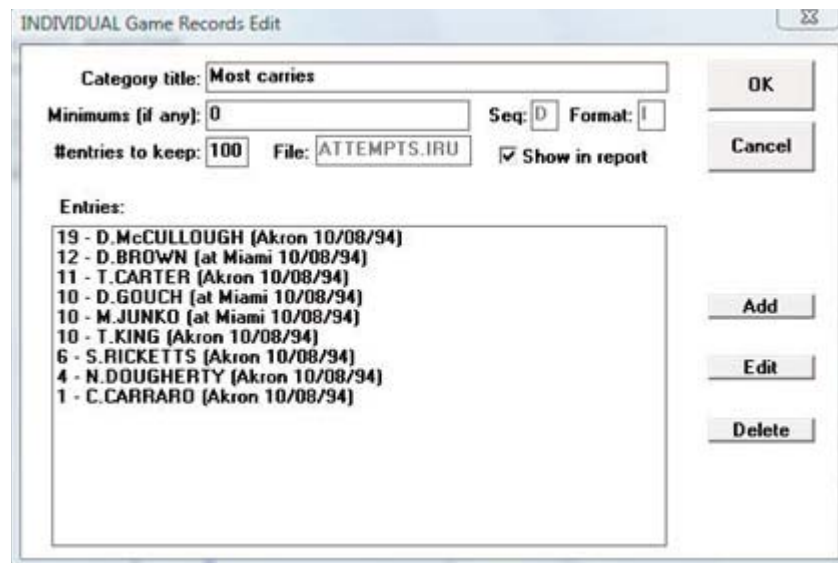 INDIVIDUAL Game Records Edit
Category title: Most carries
OK
Minimums (if any): 0 Seq: D Format: I
#entries to keep: 100 File: ATTEMPTS.IRU Show in report
Cancel
Entries:
19 - D.McCULLOUGH (Akron 10/08/94)
12 - D.BROWN (at Miami 10/08/94)
11 - T.CARTER (Akron 10/08/94)
10 - D.GOUCH (at Miami 10/08/94)
10 - M.JUNKO (at Miami 10/08/94)
10 - T.KING (Akron 10/08/94)
6 - S.RICKETTS (Akron 10/08/94)
4 - N.DOUGHERTY (Akron 10/08/94)
1 - C.CARRARO (Akron 10/08/94)
Add
Edit
Delete